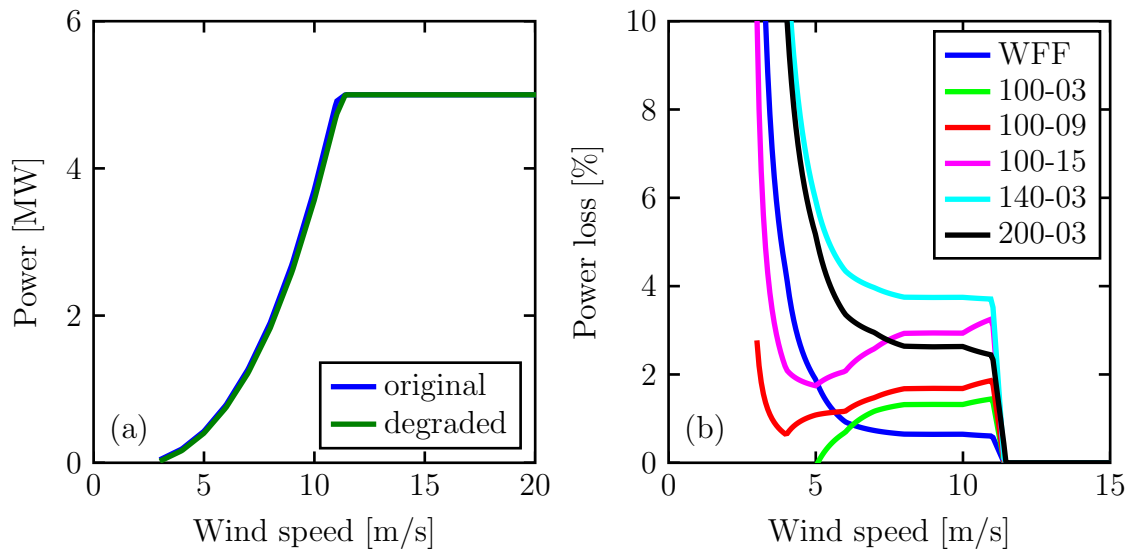 6
4
2
0
Power [MW]
original
degraded
(a)
0
5
10
15
20
Wind speed [m/s]
10
8
6
4
2
0
Power loss [%]
WFF
100-03
100-09
100-15
140-03
200-03
(b)
0
5
10
15
Wind speed [m/s]